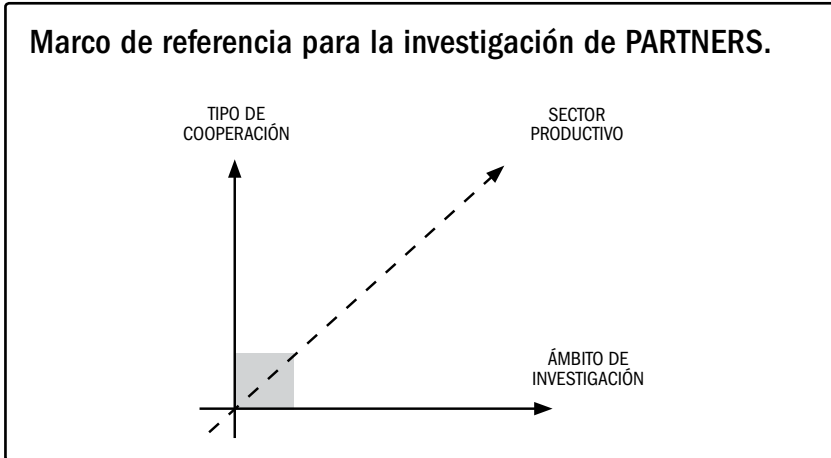 Marco de referencia para la investigación de PARTNERS.
TIPO DE
COOPERACIÓN
SECTOR
PRODUCTIVO
ÁMBITO DE
INVESTIGACIÓN